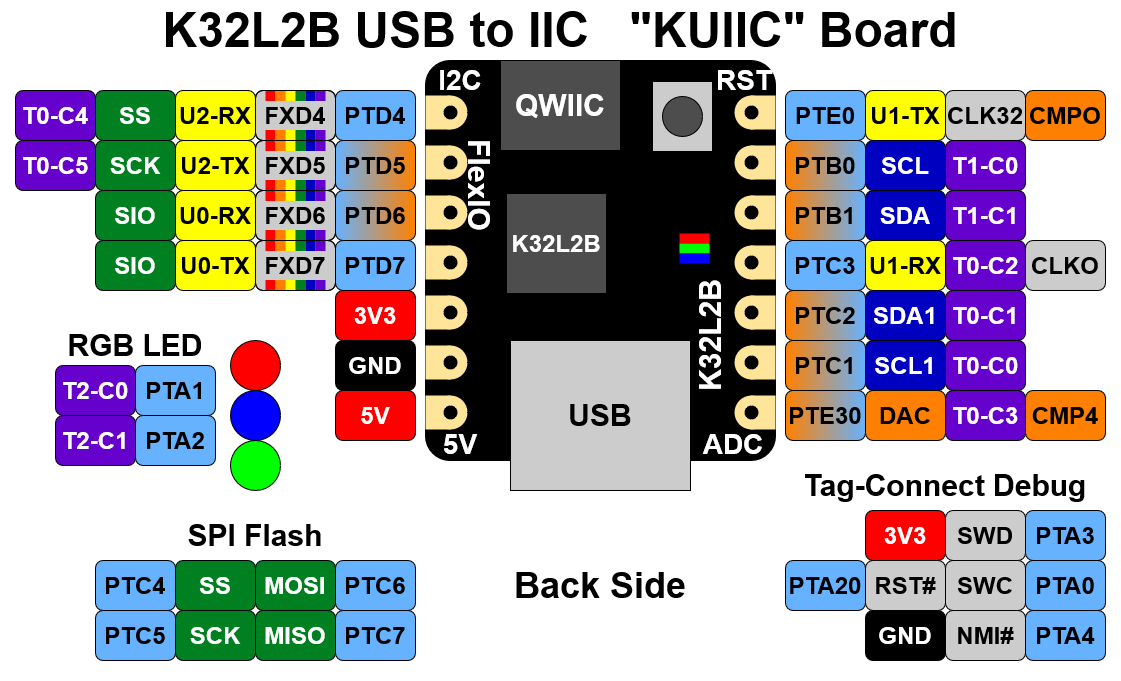 K32L2B USB to IIC "KUIIC" Board
I2C QWIIC RST
T0-C4 SS U2-RX FXD4 PTD4
T0-C5 SCK U2-TX FXD5 PTD5
SIO U0-RX FXD6 PTD6
SIO U0-TX FXD7 PTD7
3V3
GND
5V
FlexIO
K32L2B
K32L2B
USB
5V ADC
PTE0 U1-TX CLK32 CMPO
PTB0 SCL T1-C0
PTB1 SDA T1-C1
PTC3 U1-RX T0-C2 CLKO
PTC2 SDA1 T0-C1
PTC1 SCL1 T0-C0
PTE30 DAC T0-C3 CMP4
RGB LED
T2-C0 PTA1
T2-C1 PTA2
SPI Flash
PTC4 SS MOSI PTC6
PTC5 SCK MISO PTC7
Back Side
Tag-Connect Debug
3V3 SWD PTA3
PTA20 RST# SWC PTA0
GND NMI# PTA4